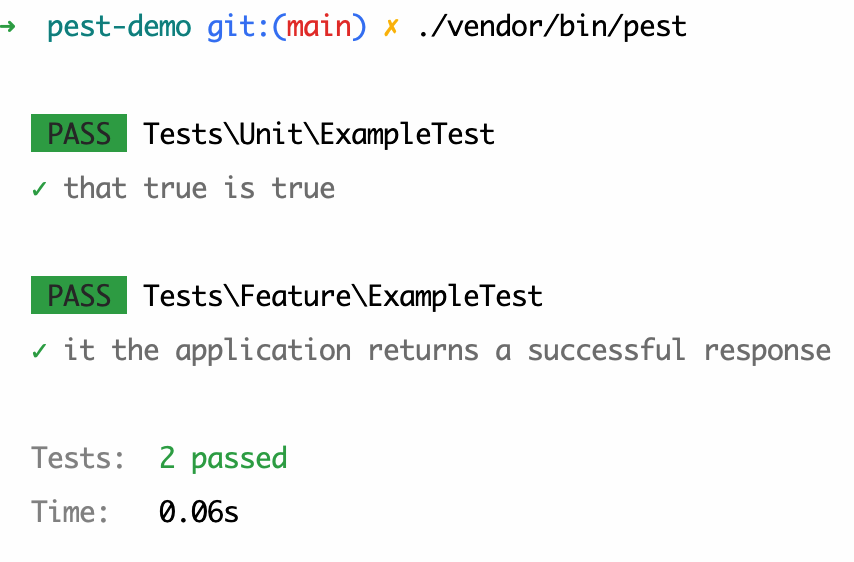 ➜ pest-demo git:(main) ✗ ./vendor/bin/pest
PASS Tests\Unit\ExampleTest
✓ that true is true
PASS Tests\Feature\ExampleTest
✓ it the application returns a successful response
Tests: 2 passed
Time: 0.06s